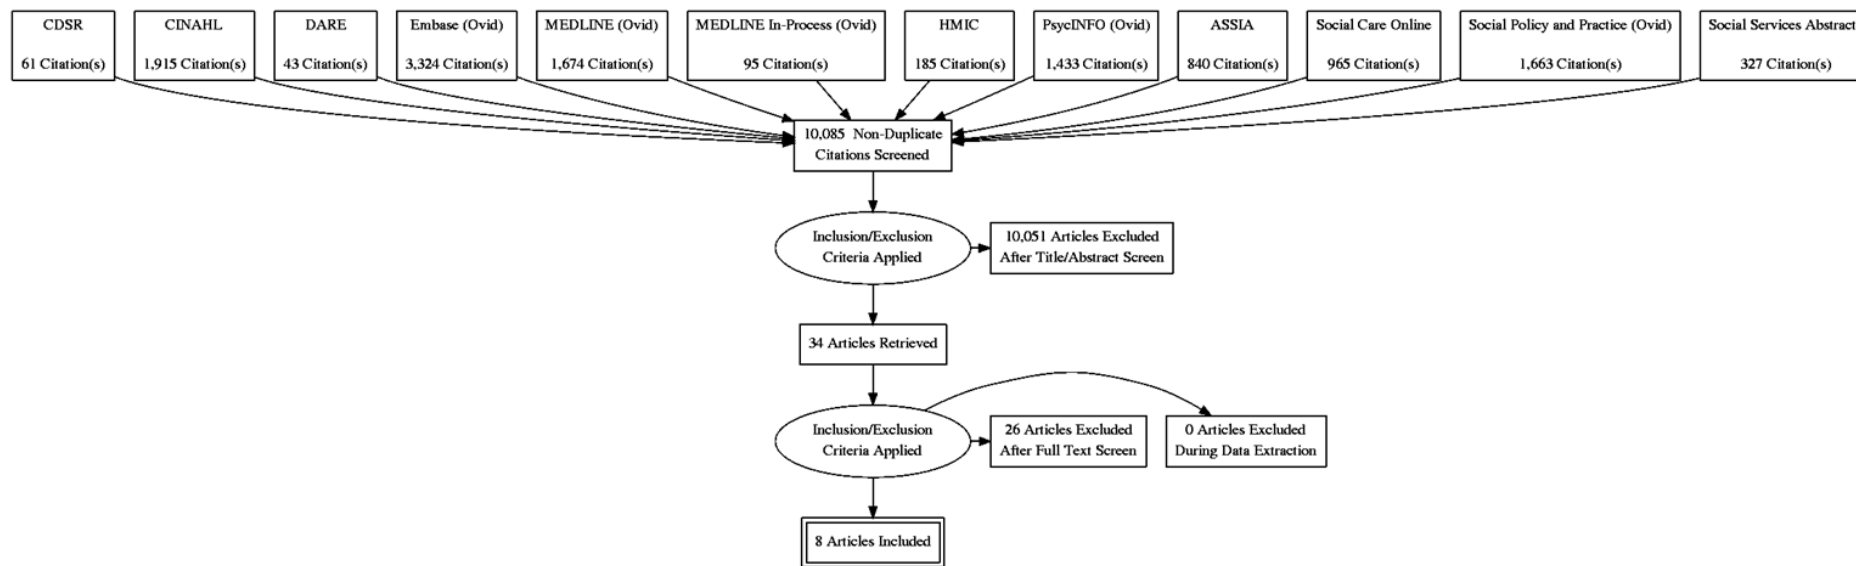 CDSR
61 Citation(s)
CINAHL
1,915 Citation(s)
DARE
43 Citation(s)
Embase (Ovid)
3,324 Citation(s)
MEDLINE (Ovid)
1,674 Citation(s)
MEDLINE In-Process (Ovid)
95 Citation(s)
HMIC
185 Citation(s)
PsycINFO (Ovid)
1,433 Citation(s)
ASSIA
840 Citation(s)
Social Care Online
965 Citation(s)
Social Policy and Practice (Ovid)
1,663 Citation(s)
Social Services Abstract
327 Citation(s)
10,085 Non-Duplicate
Citations Screened
Inclusion/Exclusion
Criteria Applied
10,051 Articles Excluded
After Title/Abstract Screen
34 Articles Retrieved
Inclusion/Exclusion
Criteria Applied
26 Articles Excluded
After Full Text Screen
0 Articles Excluded
During Data Extraction
8 Articles Included